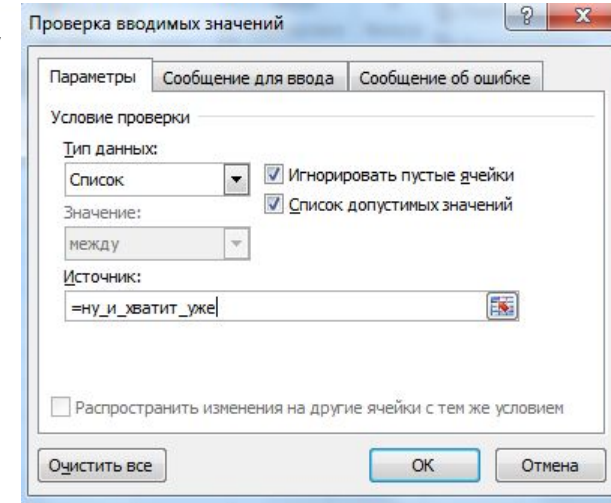 Проверка вводимых значений
Параметры Сообщение для ввода Сообщение об ошибке
Условие проверки
Тип данных:
Список
Игнорировать пустые ячейки
Значение:
Список допустимых значений
между
Источник:
=ну_и_хватит_уже
Распространить изменения на другие ячейки с тем же условием
Очистить все ОК Отмена